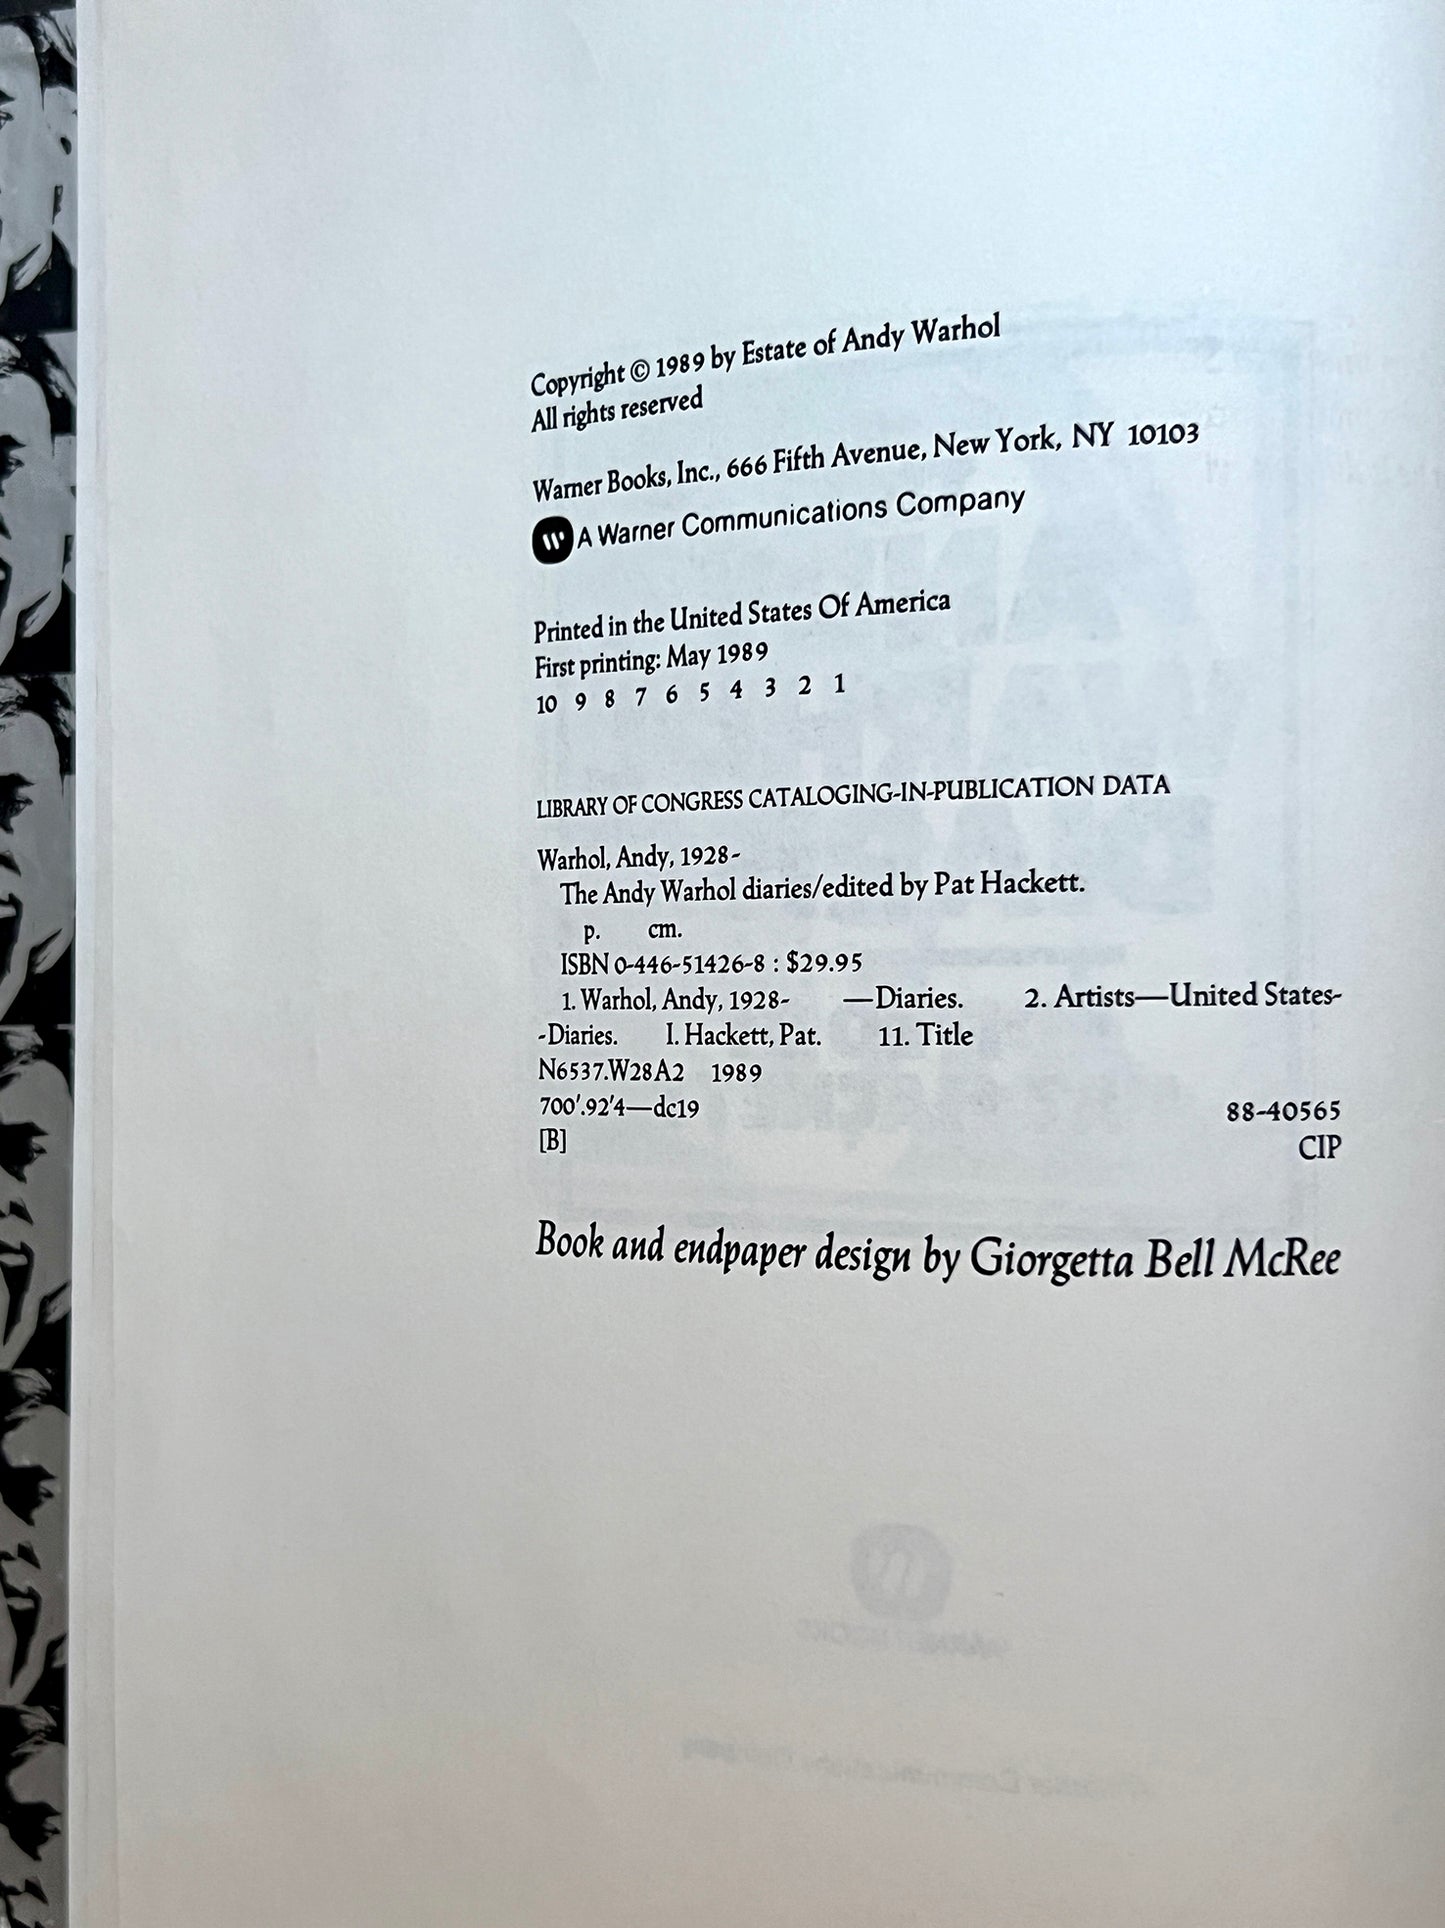 Copyright © 1989 by Estate of Andy Warhol
All rights reserved
Warner Books, Inc., 666 Fifth Avenue, New York, NY 10103
W A Warner Communications Company
Printed in the United States Of America
First printing: May 1989
10 9 8 7 6 5 4 3 2 1
LIBRARY OF CONGRESS CATALOGING-IN-PUBLICATION DATA
Warhol, Andy, 1928-
The Andy Warhol diaries/edited by Pat Hackett.
p. cm.
ISBN 0-446-51426-8 : $29.95
1. Warhol, Andy, 1928- —Diaries. 2. Artists—United States-
-Diaries. I. Hackett, Pat. 11. Title
N6537.W28A2 1989
700'.92'4—dc19 88-40565
[B] CIP
Book and endpaper design by Giorgetta Bell McRee